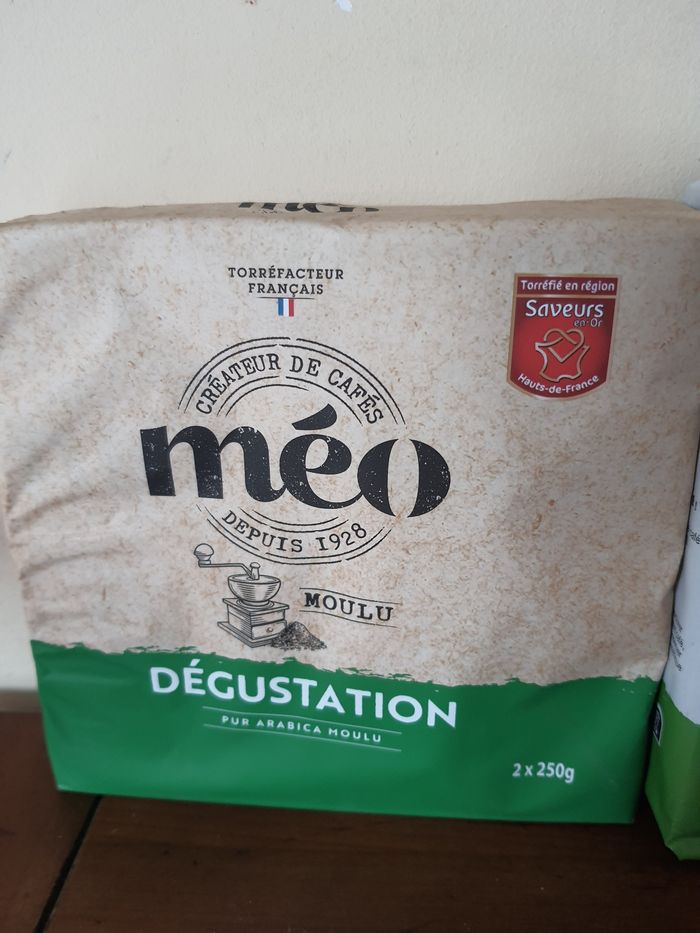 méo
TORRÉFACTEUR
FRANÇAIS
Torréfié en région
Saveurs
en·Or
Hauts-de-France
CRÉATEUR DE CAFÉS
méo
DEPUIS 1928
MOULU
DÉGUSTATION
PUR ARABICA MOULU
2 x 250g